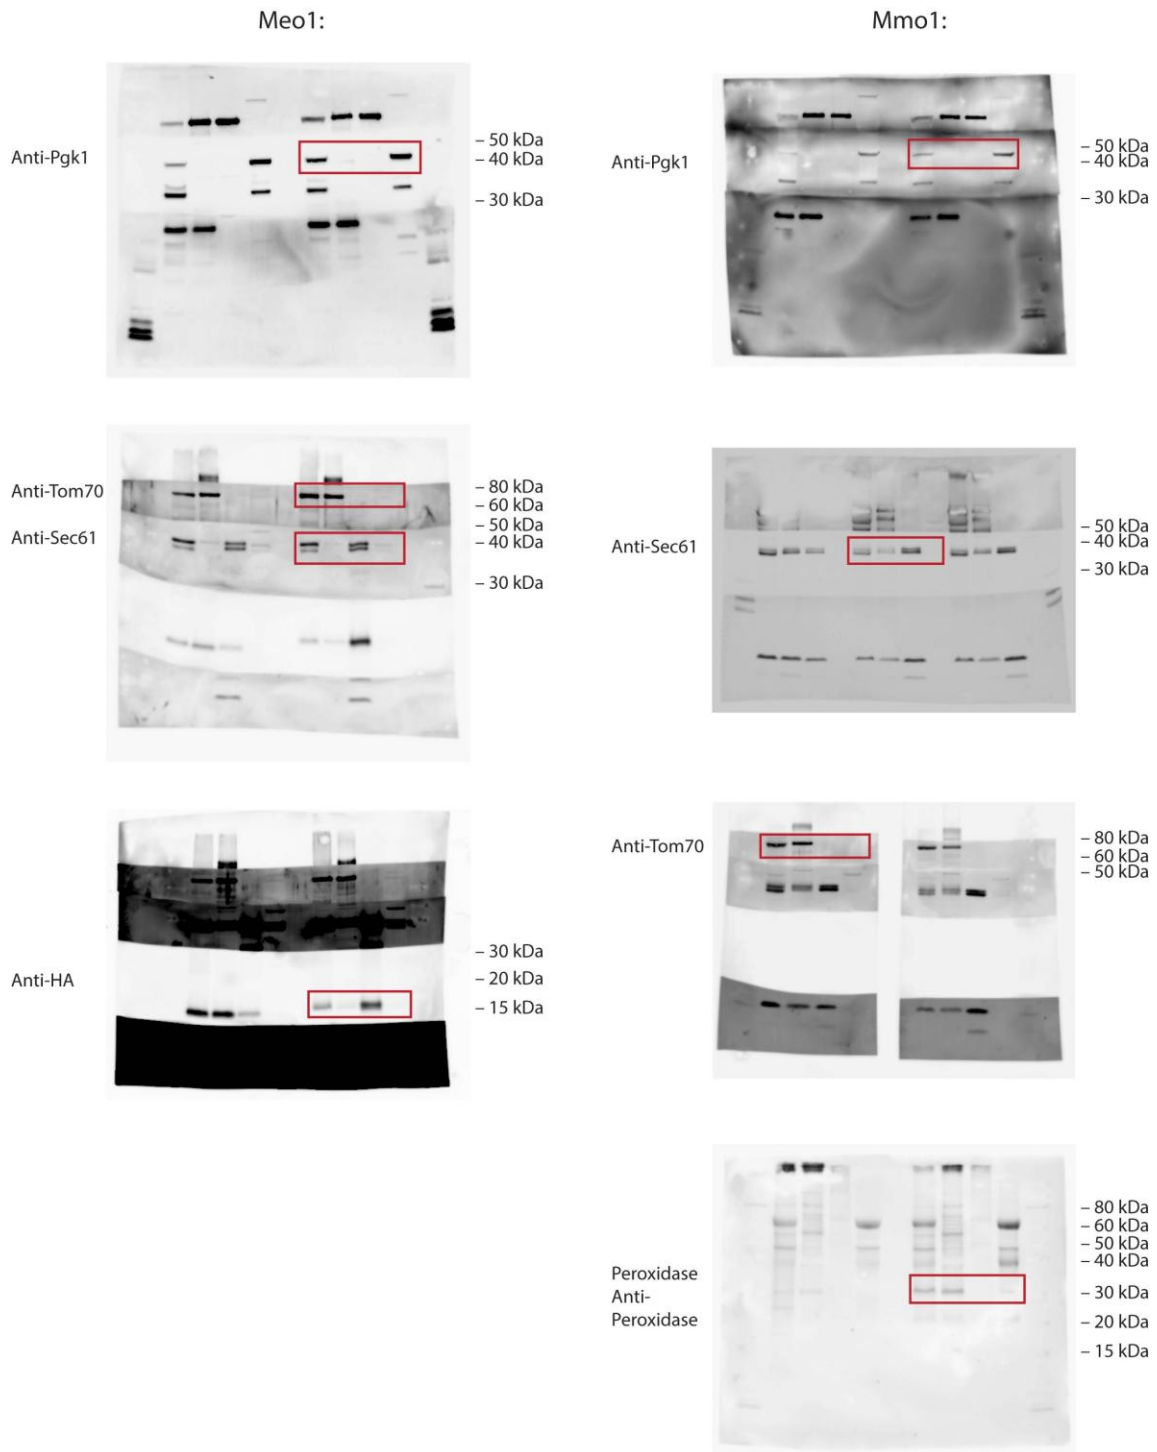 Meo1:
Anti-Pgk1
– 50 kDa
– 40 kDa
– 30 kDa
Anti-Tom70
Anti-Sec61
– 80 kDa
– 60 kDa
– 50 kDa
– 40 kDa
– 30 kDa
Anti-HA
– 30 kDa
– 20 kDa
– 15 kDa
Mmo1:
Anti-Pgk1
– 50 kDa
– 40 kDa
– 30 kDa
Anti-Sec61
– 50 kDa
– 40 kDa
– 30 kDa
Anti-Tom70
– 80 kDa
– 60 kDa
– 50 kDa
Peroxidase
Anti-
Peroxidase
– 80 kDa
– 60 kDa
– 50 kDa
– 40 kDa
– 30 kDa
– 20 kDa
– 15 kDa